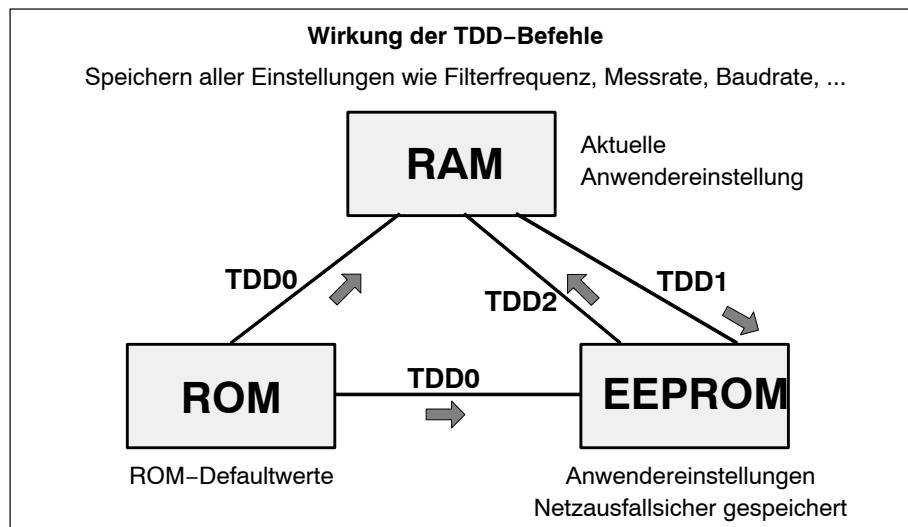 Wirkung der TDD−Befehle
Speichern aller Einstellungen wie Filterfrequenz, Messrate, Baudrate, ...
RAM
Aktuelle
Anwendereinstellung
TDD0
TDD2
TDD1
ROM
TDD0
EEPROM
ROM−Defaultwerte
Anwendereinstellungen
Netzausfallsicher gespeichert